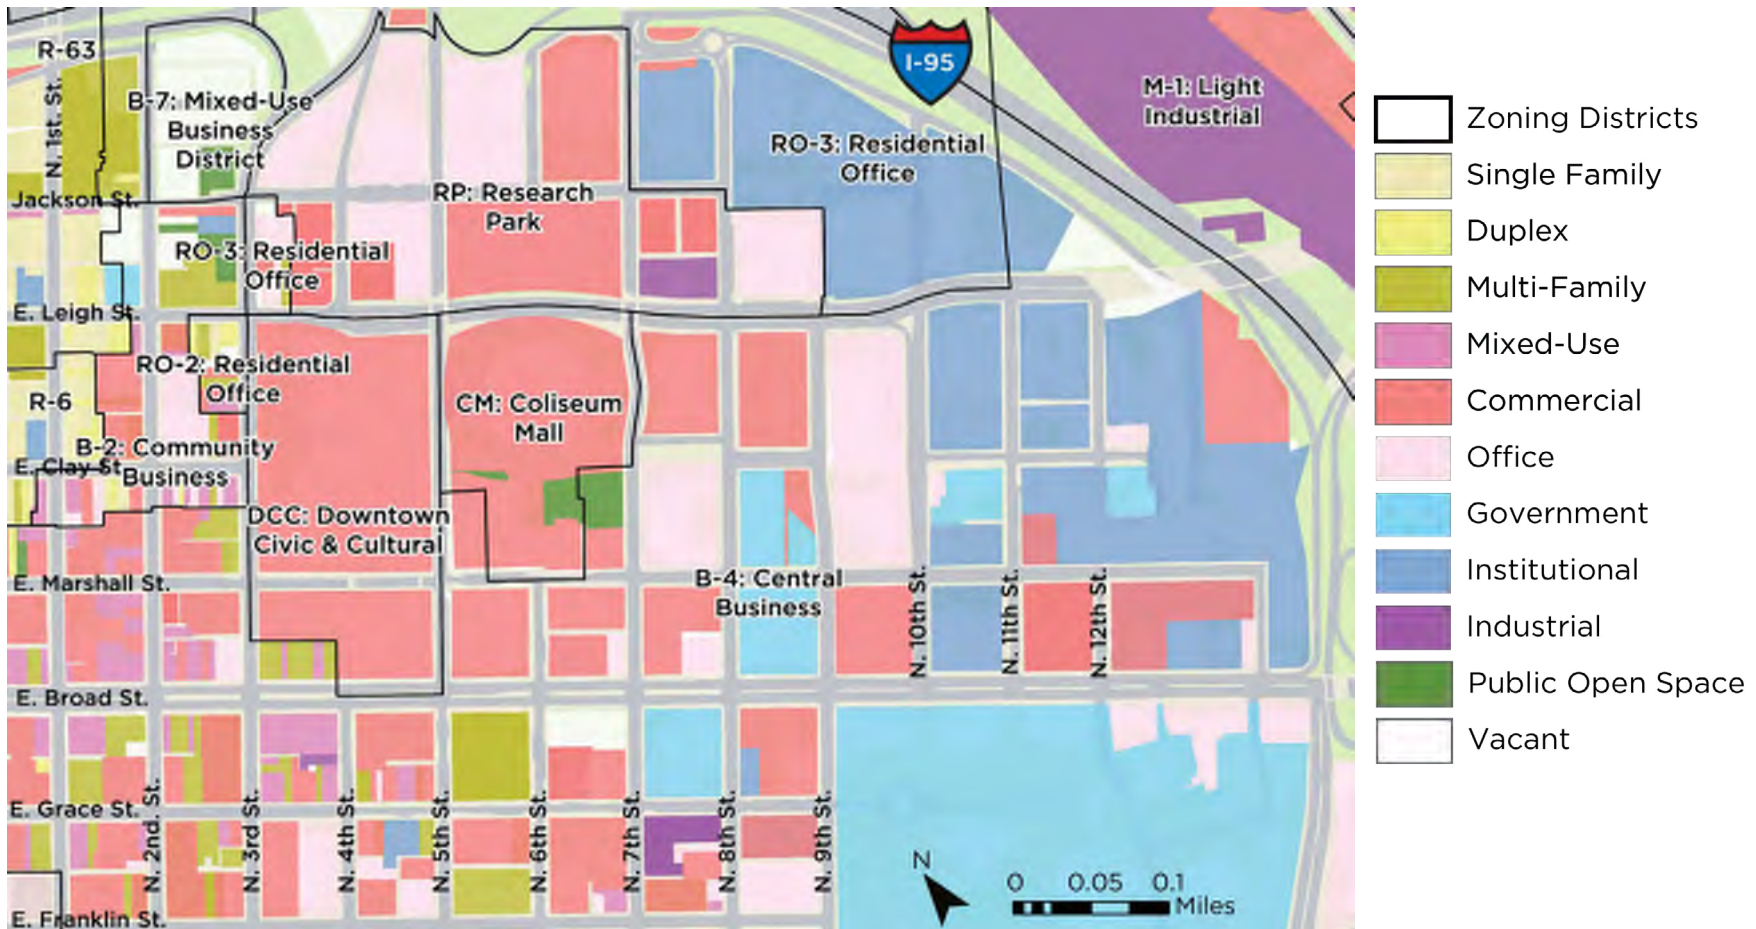 R-63
N. 1st. St.
B-7: Mixed-Use
Business
District
I-95
M-1: Light
Industrial
RO-3: Residential
Office
Jackson St.
RP: Research
Park
RO-3: Residential
Office
E. Leigh St.
RO-2: Residential
Office
R-6
CM: Coliseum
Mall
B-2: Community
Business
E. Clay St
DCC: Downtown
Civic & Cultural
E. Marshall St.
B-4: Central
Business
N. 10th St.
N. 11th St.
N. 12th St.
E. Broad St.
E. Grace St.
N. 2nd. St.
N. 3rd St.
N. 4th St.
N. 5th St.
N. 6th St.
N. 7th St.
N. 8th St.
N. 9th St.
E. Franklin St.
N
0 0.05 0.1
Miles
Zoning Districts
Single Family
Duplex
Multi-Family
Mixed-Use
Commercial
Office
Government
Institutional
Industrial
Public Open Space
Vacant